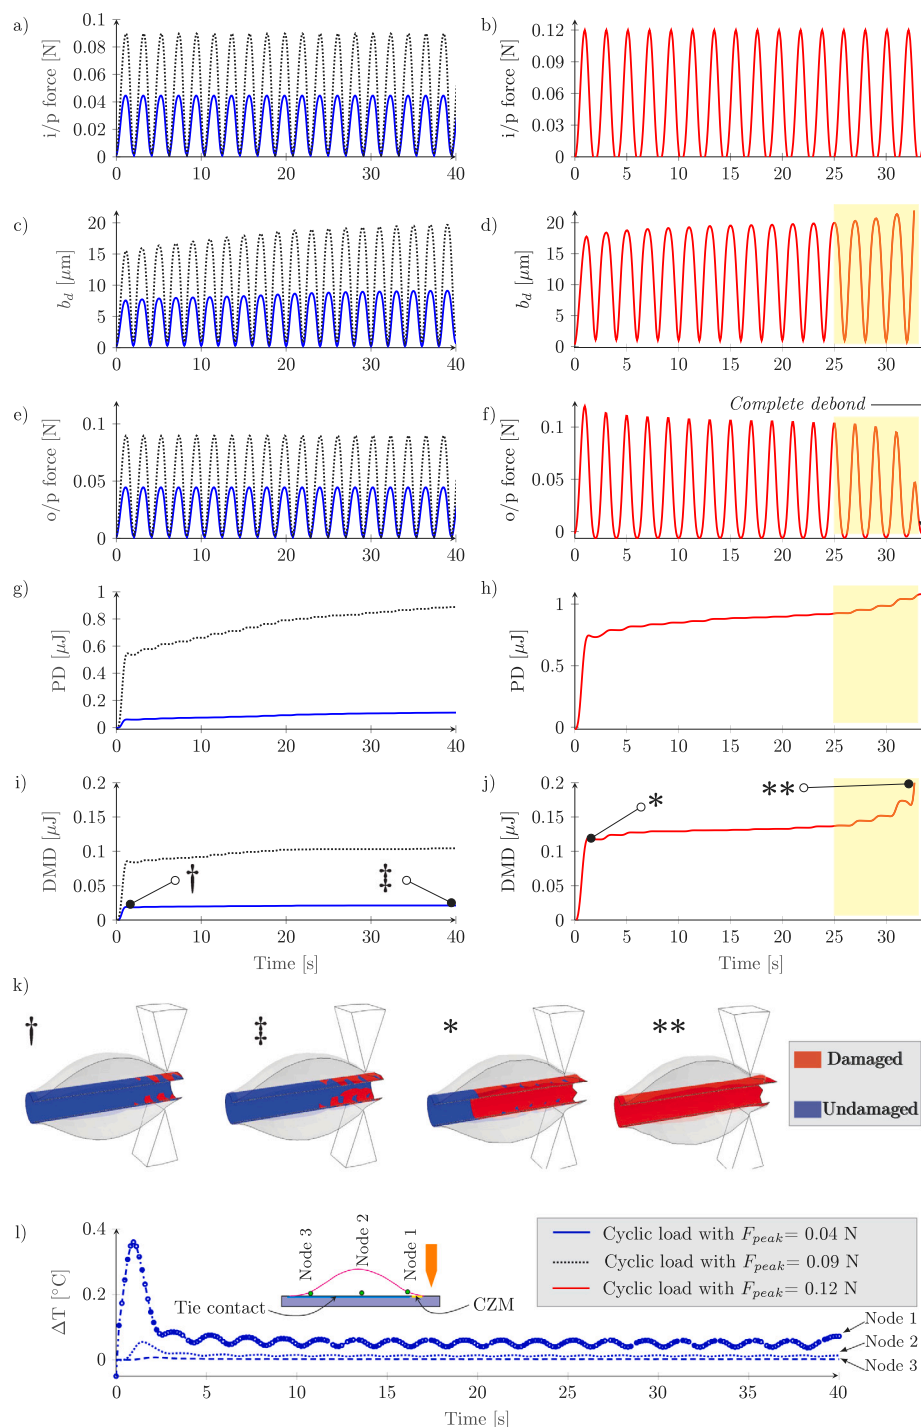 a)
i/p force [N]
0.1
0.08
0.06
0.04
0.02
0
0 10 20 30 40
b)
i/p force [N]
0.12
0.09
0.06
0.03
0
0 5 10 15 20 25 30
c)
b_d [μm]
20
15
10
5
0
0 10 20 30 40
d)
b_d [μm]
20
15
10
5
0
0 5 10 15 20 25 30
e)
o/p force [N]
0.1
0.05
0
0 10 20 30 40
f)
Complete debond
o/p force [N]
0.1
0.05
0
0 5 10 15 20 25 30
g)
PD [μJ]
1
0.8
0.6
0.4
0.2
0
0 10 20 30 40
h)
PD [μJ]
1
0.5
0
0 5 10 15 20 25 30
i)
DMD [μJ]
0.2
0.15
0.1
0.05
0
† ‡
0 10 20 30 40
Time [s]
j)
DMD [μJ]
0.2
0.15
0.1
0.05
0
* **
0 5 10 15 20 25 30
Time [s]
k)
† ‡ * **
Damaged
Undamaged
l)
ΔT [°C]
0.4
0.2
0
Node 3
Node 2
Node 1
Tie contact
CZM
Cyclic load with F_peak= 0.04 N
Cyclic load with F_peak= 0.09 N
Cyclic load with F_peak= 0.12 N
Node 1
Node 2
Node 3
0 5 10 15 20 25 30 35 40
Time [s]